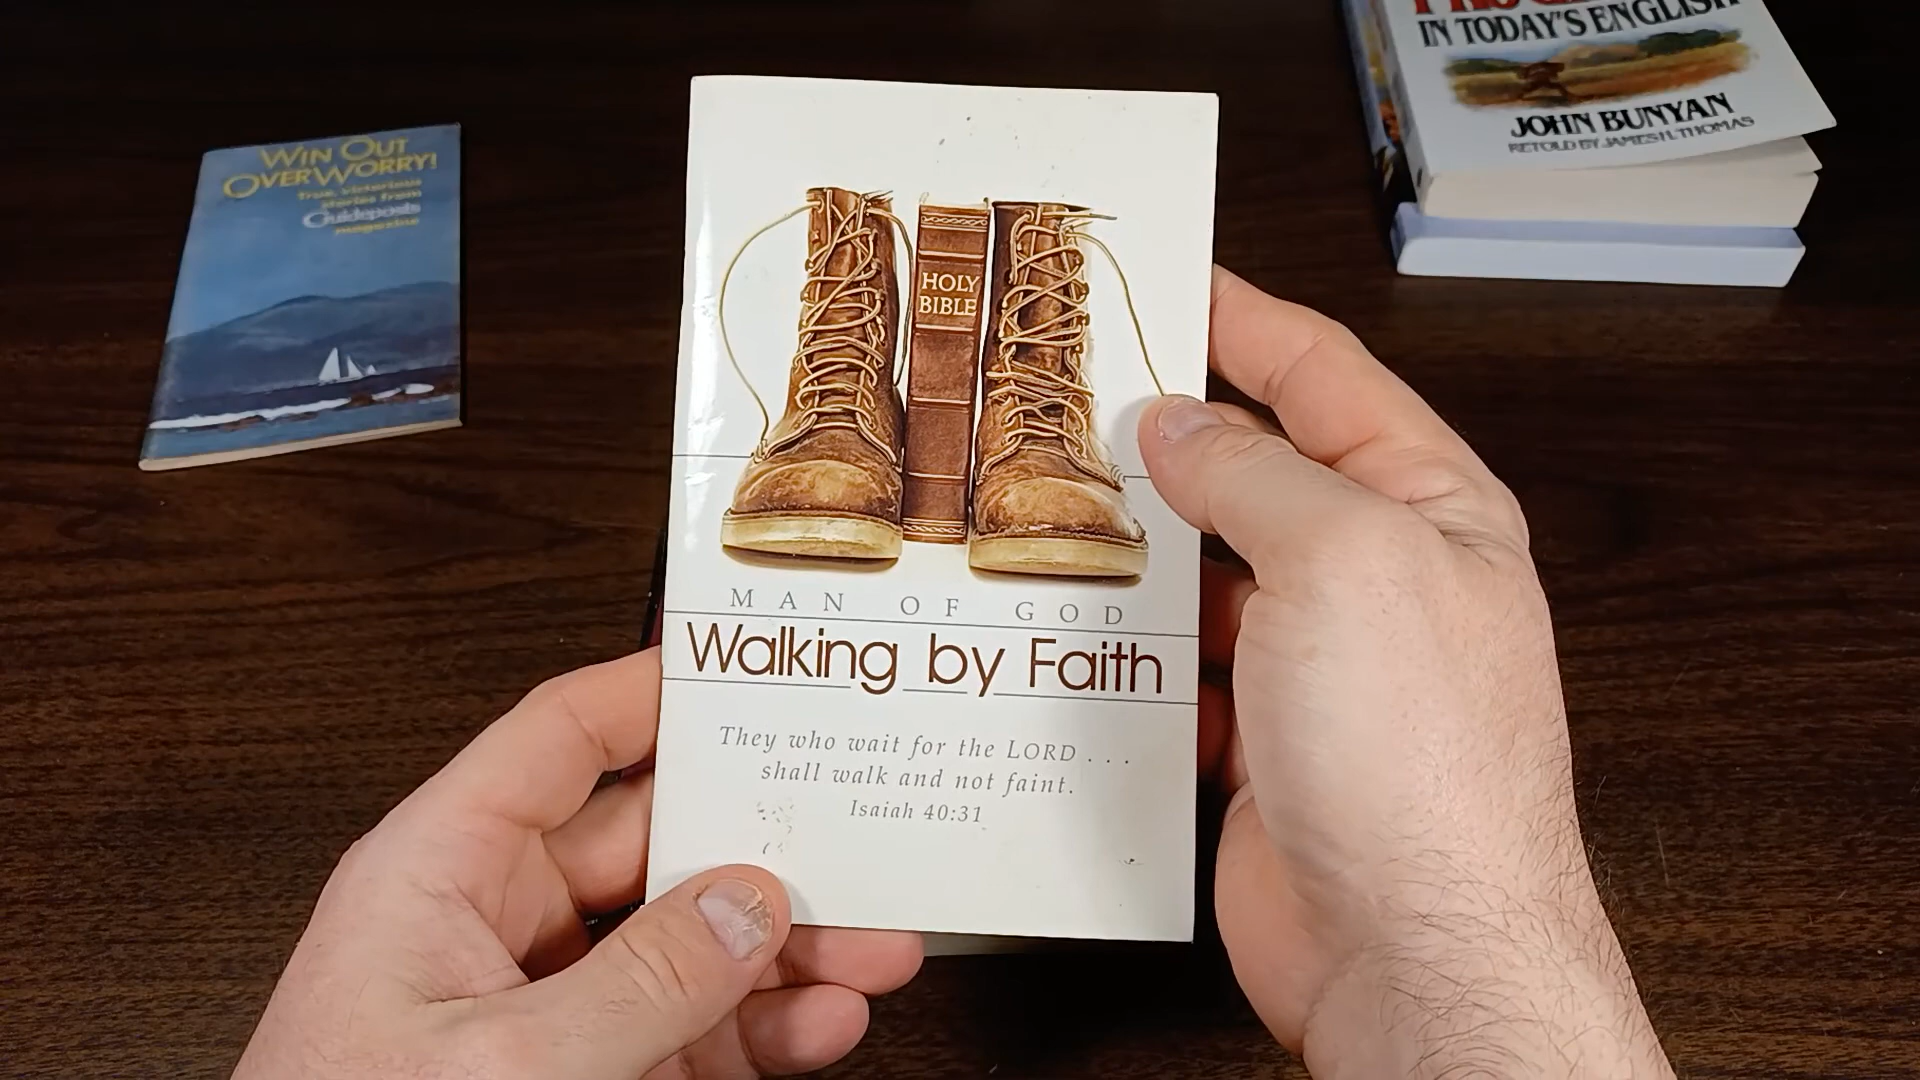 WIN OUT
OVER WORRY!
True, victorious
stories from
Guideposts
magazine
HOLY
BIBLE
MAN OF GOD
Walking by Faith
They who wait for the LORD . . .
shall walk and not faint.
Isaiah 40:31
IN TODAY'S ENGLISH
JOHN BUNYAN
RETOLD BY JAMES H. THOMAS